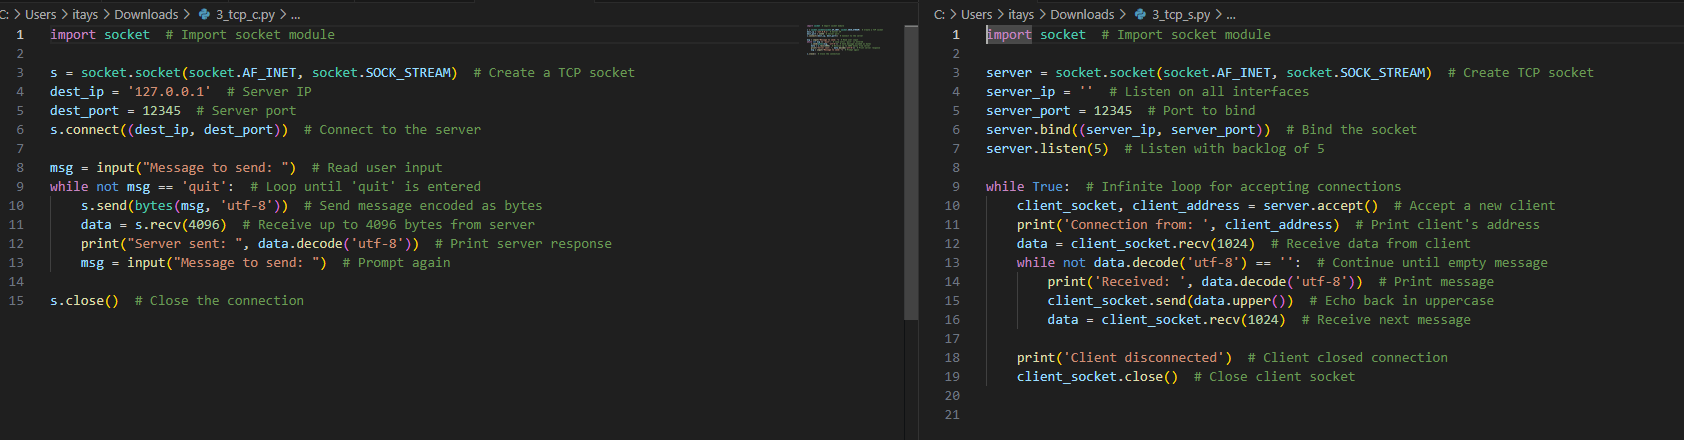 C: > Users > itays > Downloads > 3_tcp_c.py > ...
1 import socket  # Import socket module
2
3 s = socket.socket(socket.AF_INET, socket.SOCK_STREAM)  # Create a TCP socket
4 dest_ip = '127.0.0.1'  # Server IP
5 dest_port = 12345  # Server port
6 s.connect((dest_ip, dest_port))  # Connect to the server
7
8 msg = input("Message to send: ")  # Read user input
9 while not msg == 'quit':  # Loop until 'quit' is entered
10     s.send(bytes(msg, 'utf-8'))  # Send message encoded as bytes
11     data = s.recv(4096)  # Receive up to 4096 bytes from server
12     print("Server sent: ", data.decode('utf-8'))  # Print server response
13     msg = input("Message to send: ")  # Prompt again
14
15 s.close()  # Close the connection
C: > Users > itays > Downloads > 3_tcp_s.py > ...
1 import socket  # Import socket module
2
3 server = socket.socket(socket.AF_INET, socket.SOCK_STREAM)  # Create TCP socket
4 server_ip = ''  # Listen on all interfaces
5 server_port = 12345  # Port to bind
6 server.bind((server_ip, server_port))  # Bind the socket
7 server.listen(5)  # Listen with backlog of 5
8
9 while True:  # Infinite loop for accepting connections
10     client_socket, client_address = server.accept()  # Accept a new client
11     print('Connection from: ', client_address)  # Print client's address
12     data = client_socket.recv(1024)  # Receive data from client
13     while not data.decode('utf-8') == '':  # Continue until empty message
14         print('Received: ', data.decode('utf-8'))  # Print message
15         client_socket.send(data.upper())  # Echo back in uppercase
16         data = client_socket.recv(1024)  # Receive next message
17
18     print('Client disconnected')  # Client closed connection
19     client_socket.close()  # Close client socket
20
21